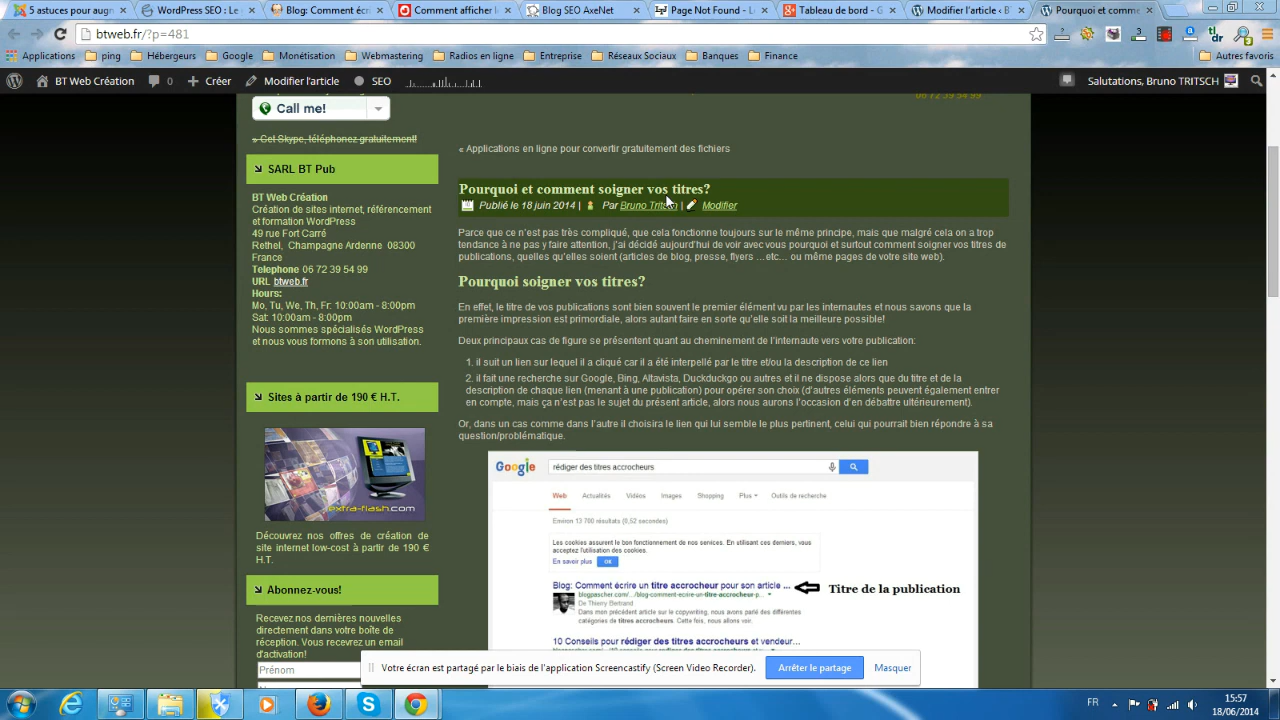 5 astuces pour augm
Bonus pour écran
Comment afficher l
Blog SEO AxeNet
Page Not Found - L
Tableau de bord - G
Modifier l'article ‹ B
Pourquoi et comme
btweb.fr/?p=481
Applications
ping
Hébergeurs
Google
Wordpress
SEO
Webmastering
Radios en ligne
Entreprise
Banques
Facebook
Autres favoris
BT Web Création
0
Créer
Modifier l'article
SEO
Salutations, Bruno TRITSCH
06 72 39 54 99
Call me!
» Get Skype, téléphonez gratuitement!
SARL BT Pub
BT Web Création
Création de sites internet, référencement
et formation WordPress
49 rue Fort Carré
Rethel, Champagne Ardenne 08300
France
Telephone 06 72 39 54 99
URL btweb.fr
Hours:
Mo, Tu, We, Th, Fr: 10:00am - 8:00pm
Sat: 10:00am - 8:00pm
Nous sommes spécialisés WordPress
et nous vous formons à son utilisation.
Sites à partir de 190 € H.T.
extra-flash.com
Découvrez nos offres de création de
site internet low-cost à partir de 190 €
H.T.
Abonnez-vous!
Recevez nos dernières nouvelles
directement dans votre boîte de
réception. Vous recevrez un email
d'activation!
Prénom
« Applications en ligne pour convertir gratuitement des fichiers
Pourquoi et comment soigner vos titres?
Publié le 18 juin 2014 | Par Bruno Tritsch | Modifier
Parce que ce n'est pas très compliqué, que cela fonctionne toujours sur le même principe, mais que malgré cela on a trop
tendance à ne pas y faire attention, j'ai décidé aujourd'hui de voir avec vous pourquoi et surtout comment soigner vos titres de
publications, quelles qu'elles soient (articles de blog, presse, flyers …etc… ou même pages de votre site web).
Pourquoi soigner vos titres?
En effet, le titre de vos publications sont bien souvent le premier élément vu par les internautes et nous savons que la
première impression est primordiale, alors autant faire en sorte qu'elle soit la meilleure possible!
Deux principaux cas de figure se présentent quant au cheminement de l'internaute vers votre publication:
1. il suit un lien sur lequel il a cliqué car il a été interpellé par le titre et/ou la description de ce lien
2. il fait une recherche sur Google, Bing, Altavista, Duckduckgo ou autres et il ne dispose alors que du titre et de la
description de chaque lien (menant à une publication) pour opérer son choix (d'autres éléments peuvent également entrer
en compte, mais ça n'est pas le sujet du présent article, alors nous aurons l'occasion d'en débattre ultérieurement).
Or, dans un cas comme dans l'autre il choisira le lien qui lui semble le plus pertinent, celui qui pourrait bien répondre à sa
question/problématique.
Google
rédiger des titres accrocheurs
Web
Actualités
Vidéos
Images
Shopping
Plus
Outils de recherche
Environ 13 700 résultats (0,52 secondes)
Les cookies assurent le bon fonctionnement de nos services. En utilisant ces derniers, vous
acceptez l'utilisation des cookies.
En savoir plus
OK
Blog: Comment écrire un titre accrocheur pour son article ...
blogpascher.com/.../blog-comment-ecrire-un-titre-accrocheur-p...
De Thierry Bertrand
Dans mon précédent article sur le copywriting, nous avons parlé des différentes
catégories de titres accrocheurs. Cette fois, nous allons voir.
Titre de la publication
10 Conseils pour rédiger des titres accrocheurs et vendeur...
Votre écran est partagé par le biais de l'application Screencastify (Screen Video Recorder).
Arrêter le partage
Masquer
FR
15:57
18/06/2014